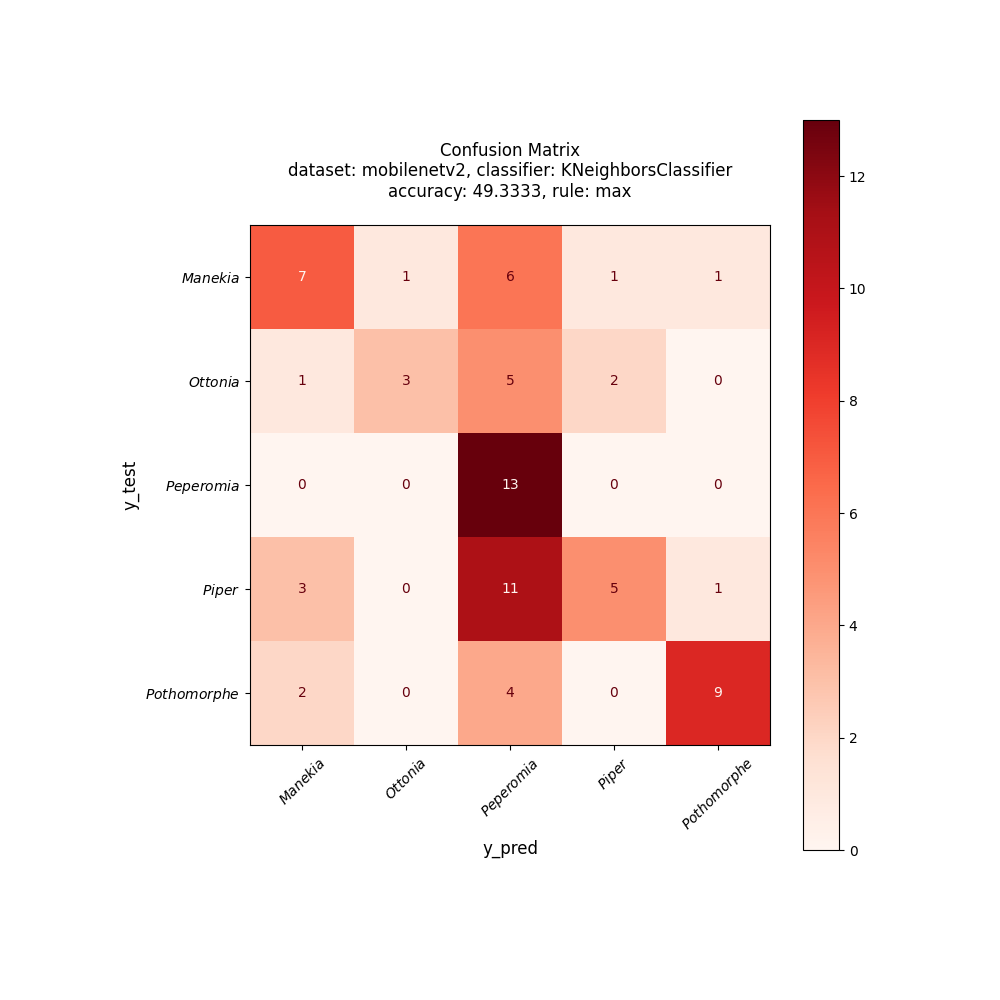 Confusion Matrix
dataset: mobilenetv2, classifier: KNeighborsClassifier
accuracy: 49.3333, rule: max
y_test
Manekia 7 1 6 1 1
Ottonia 1 3 5 2 0
Peperomia 0 0 13 0 0
Piper 3 0 11 5 1
Pothomorphe 2 0 4 0 9
Manekia Ottonia Peperomia Piper Pothomorphe
y_pred
12
10
8
6
4
2
0